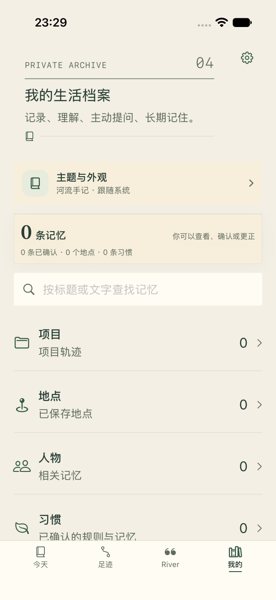 23:29
PRIVATE ARCHIVE
04
我的生活档案
记录、理解、主动提问、长期记住。
主题与外观
河流手记 · 跟随系统
0 条记忆
你可以查看、确认或更正
0 条已确认 · 0 个地点 · 0 条习惯
按标题或文字查找记忆
项目
项目轨迹
0
地点
已保存地点
0
人物
相关记忆
0
习惯
已确认的规则与记忆
0
今天
足迹
River
我的